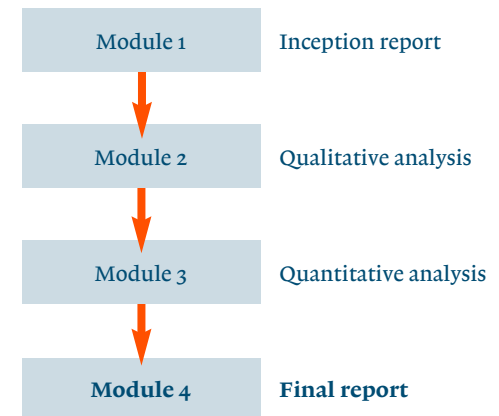 Module 1 Inception report
Module 2 Qualitative analysis
Module 3 Quantitative analysis
Module 4 Final report